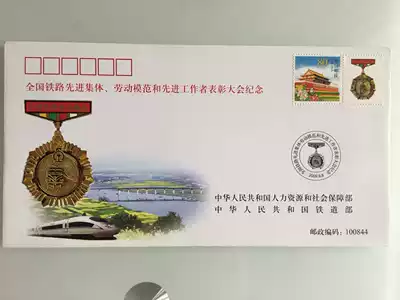 全国铁路先进集体、劳动模范和先进工作者表彰大会纪念
中华人民共和国人力资源和社会保障部
中华人民共和国铁道部
邮政编码：100844